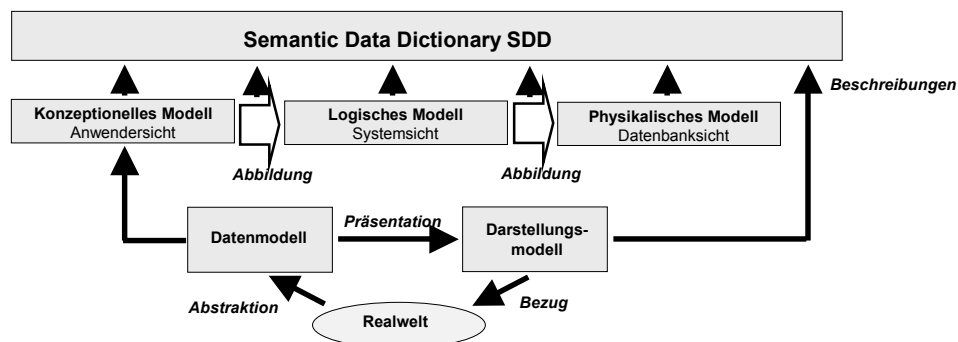 Semantic Data Dictionary SDD
Beschreibungen
Konzeptionelles Modell
Anwendersicht
Logisches Modell
Systemsicht
Physikalisches Modell
Datenbanksicht
Abbildung
Abbildung
Datenmodell
Präsentation
Darstellungs-
modell
Abstraktion
Realwelt
Bezug